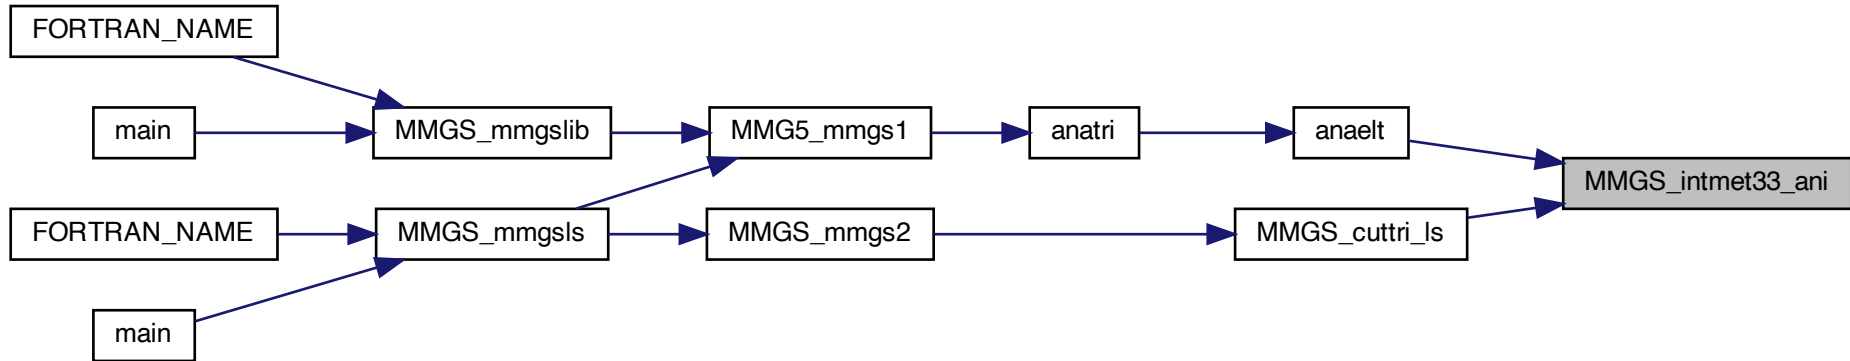 FORTRAN_NAME
main
MMGS_mmgslib
MMG5_mmgs1
anatri
anaelt
MMGS_intmet33_ani
FORTRAN_NAME
MMGS_mmgsls
MMGS_mmgs2
MMGS_cuttri_ls
main